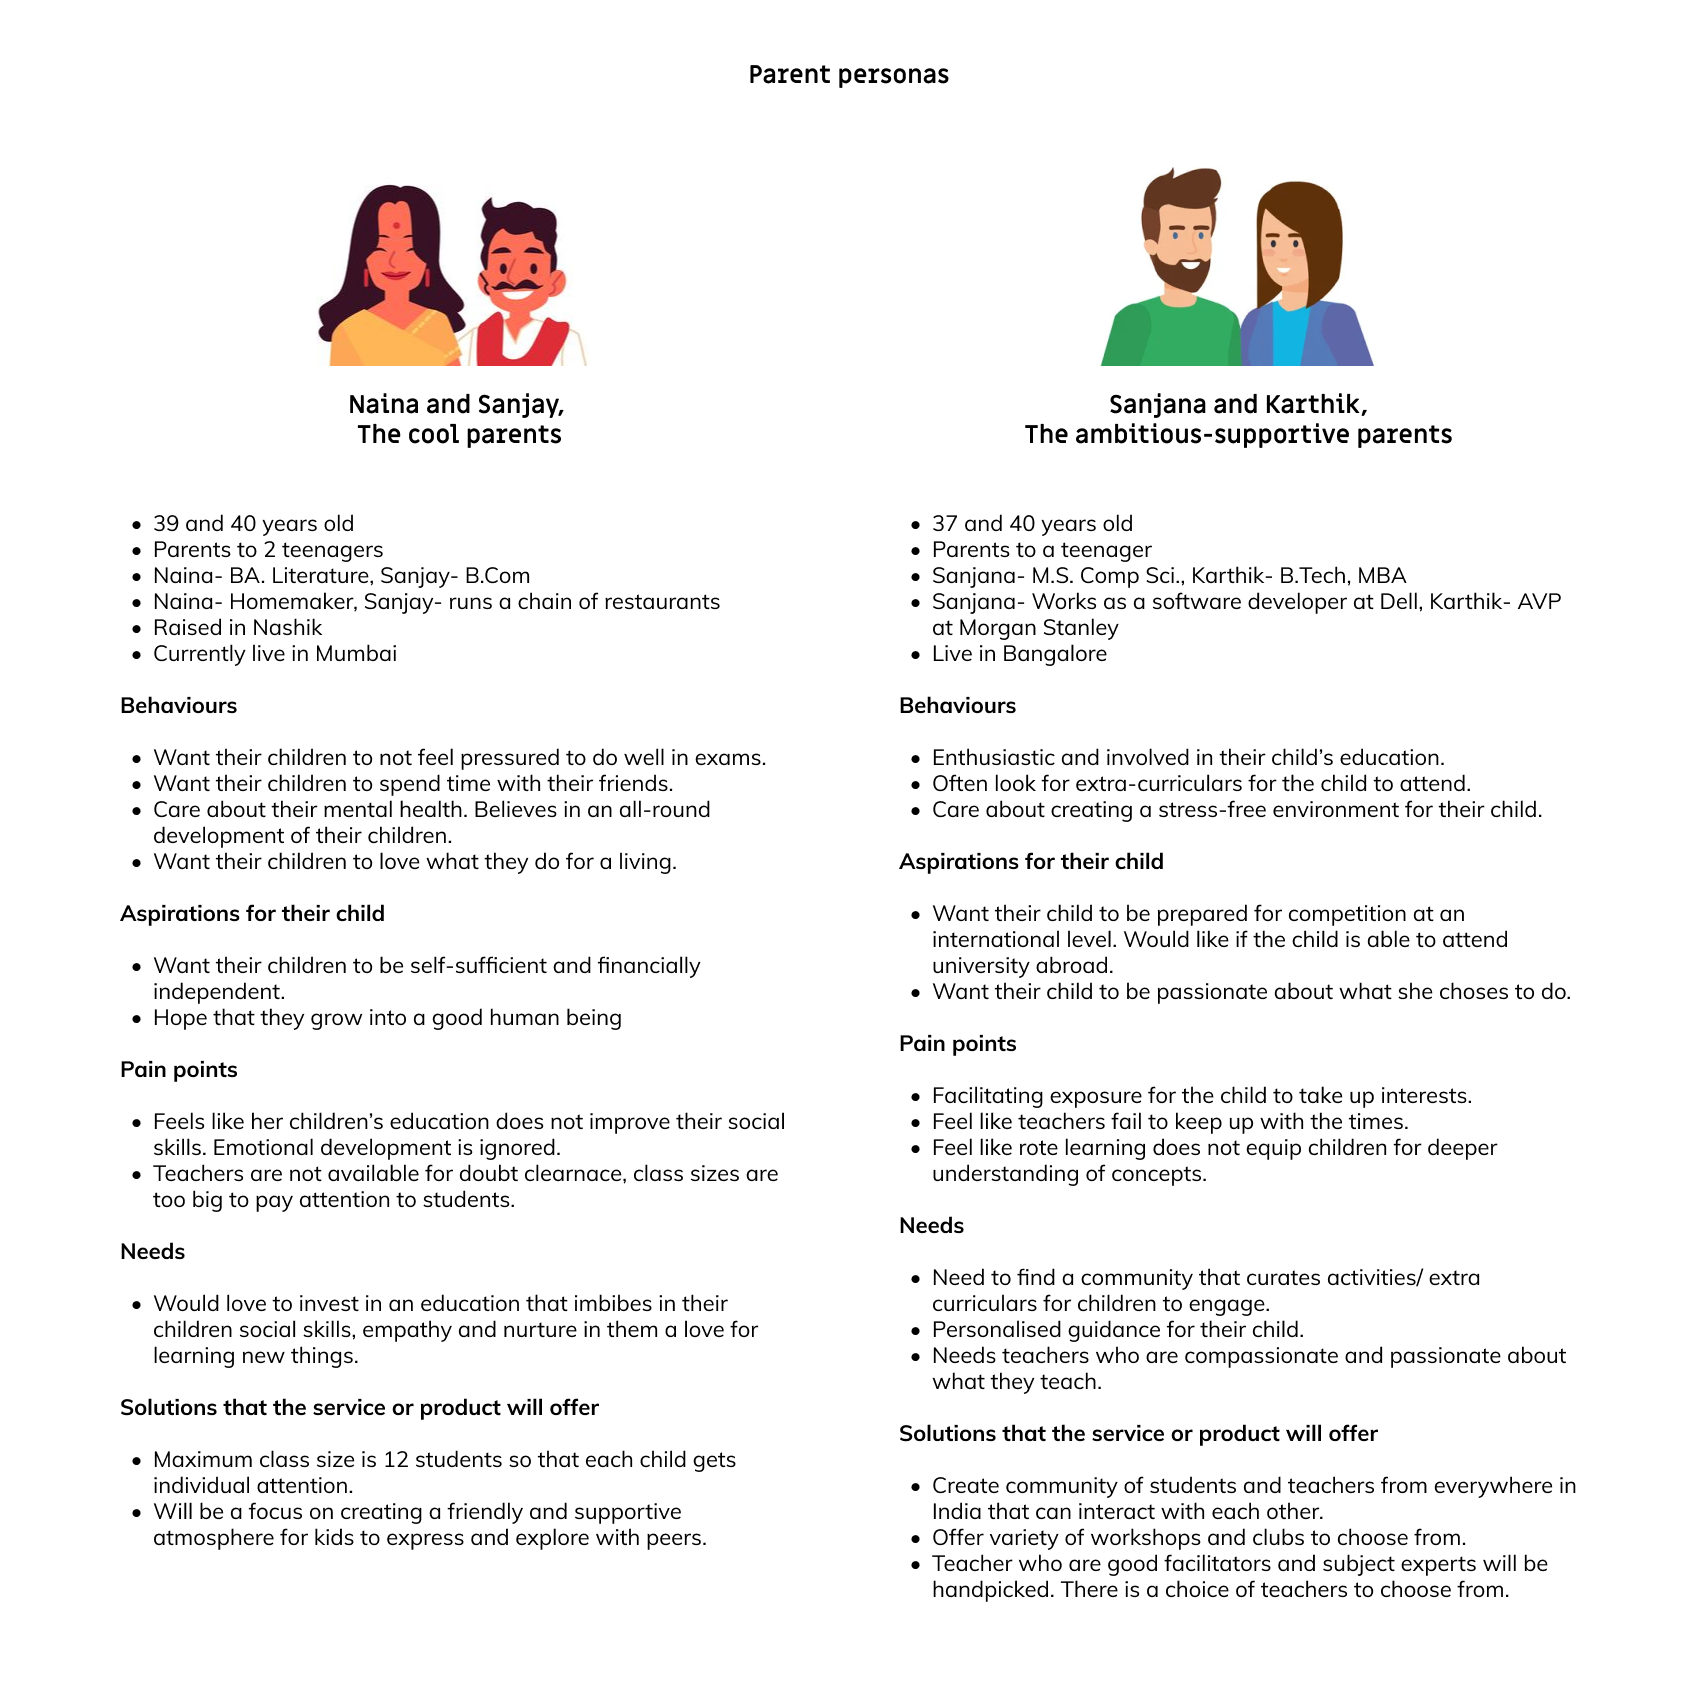 Parent personas
Naina and Sanjay,
The cool parents
• 39 and 40 years old
• Parents to 2 teenagers
• Naina- BA. Literature, Sanjay- B.Com
• Naina- Homemaker, Sanjay- runs a chain of restaurants
• Raised in Nashik
• Currently live in Mumbai
Behaviours
• Want their children to not feel pressured to do well in exams.
• Want their children to spend time with their friends.
• Care about their mental health. Believes in an all-round
development of their children.
• Want their children to love what they do for a living.
Aspirations for their child
• Want their children to be self-sufficient and financially
independent.
• Hope that they grow into a good human being
Pain points
• Feels like her children's education does not improve their social
skills. Emotional development is ignored.
• Teachers are not available for doubt clearnace, class sizes are
too big to pay attention to students.
Needs
• Would love to invest in an education that imbibes in their
children social skills, empathy and nurture in them a love for
learning new things.
Solutions that the service or product will offer
• Maximum class size is 12 students so that each child gets
individual attention.
• Will be a focus on creating a friendly and supportive
atmosphere for kids to express and explore with peers.
Sanjana and Karthik,
The ambitious-supportive parents
• 37 and 40 years old
• Parents to a teenager
• Sanjana- M.S. Comp Sci., Karthik- B.Tech, MBA
• Sanjana- Works as a software developer at Dell, Karthik- AVP
at Morgan Stanley
• Live in Bangalore
Behaviours
• Enthusiastic and involved in their child's education.
• Often look for extra-curriculars for the child to attend.
• Care about creating a stress-free environment for their child.
Aspirations for their child
• Want their child to be prepared for competition at an
international level. Would like if the child is able to attend
university abroad.
• Want their child to be passionate about what she choses to do.
Pain points
• Facilitating exposure for the child to take up interests.
• Feel like teachers fail to keep up with the times.
• Feel like rote learning does not equip children for deeper
understanding of concepts.
Needs
• Need to find a community that curates activities/ extra
curriculars for children to engage.
• Personalised guidance for their child.
• Needs teachers who are compassionate and passionate about
what they teach.
Solutions that the service or product will offer
• Create community of students and teachers from everywhere in
India that can interact with each other.
• Offer variety of workshops and clubs to choose from.
• Teacher who are good facilitators and subject experts will be
handpicked. There is a choice of teachers to choose from.